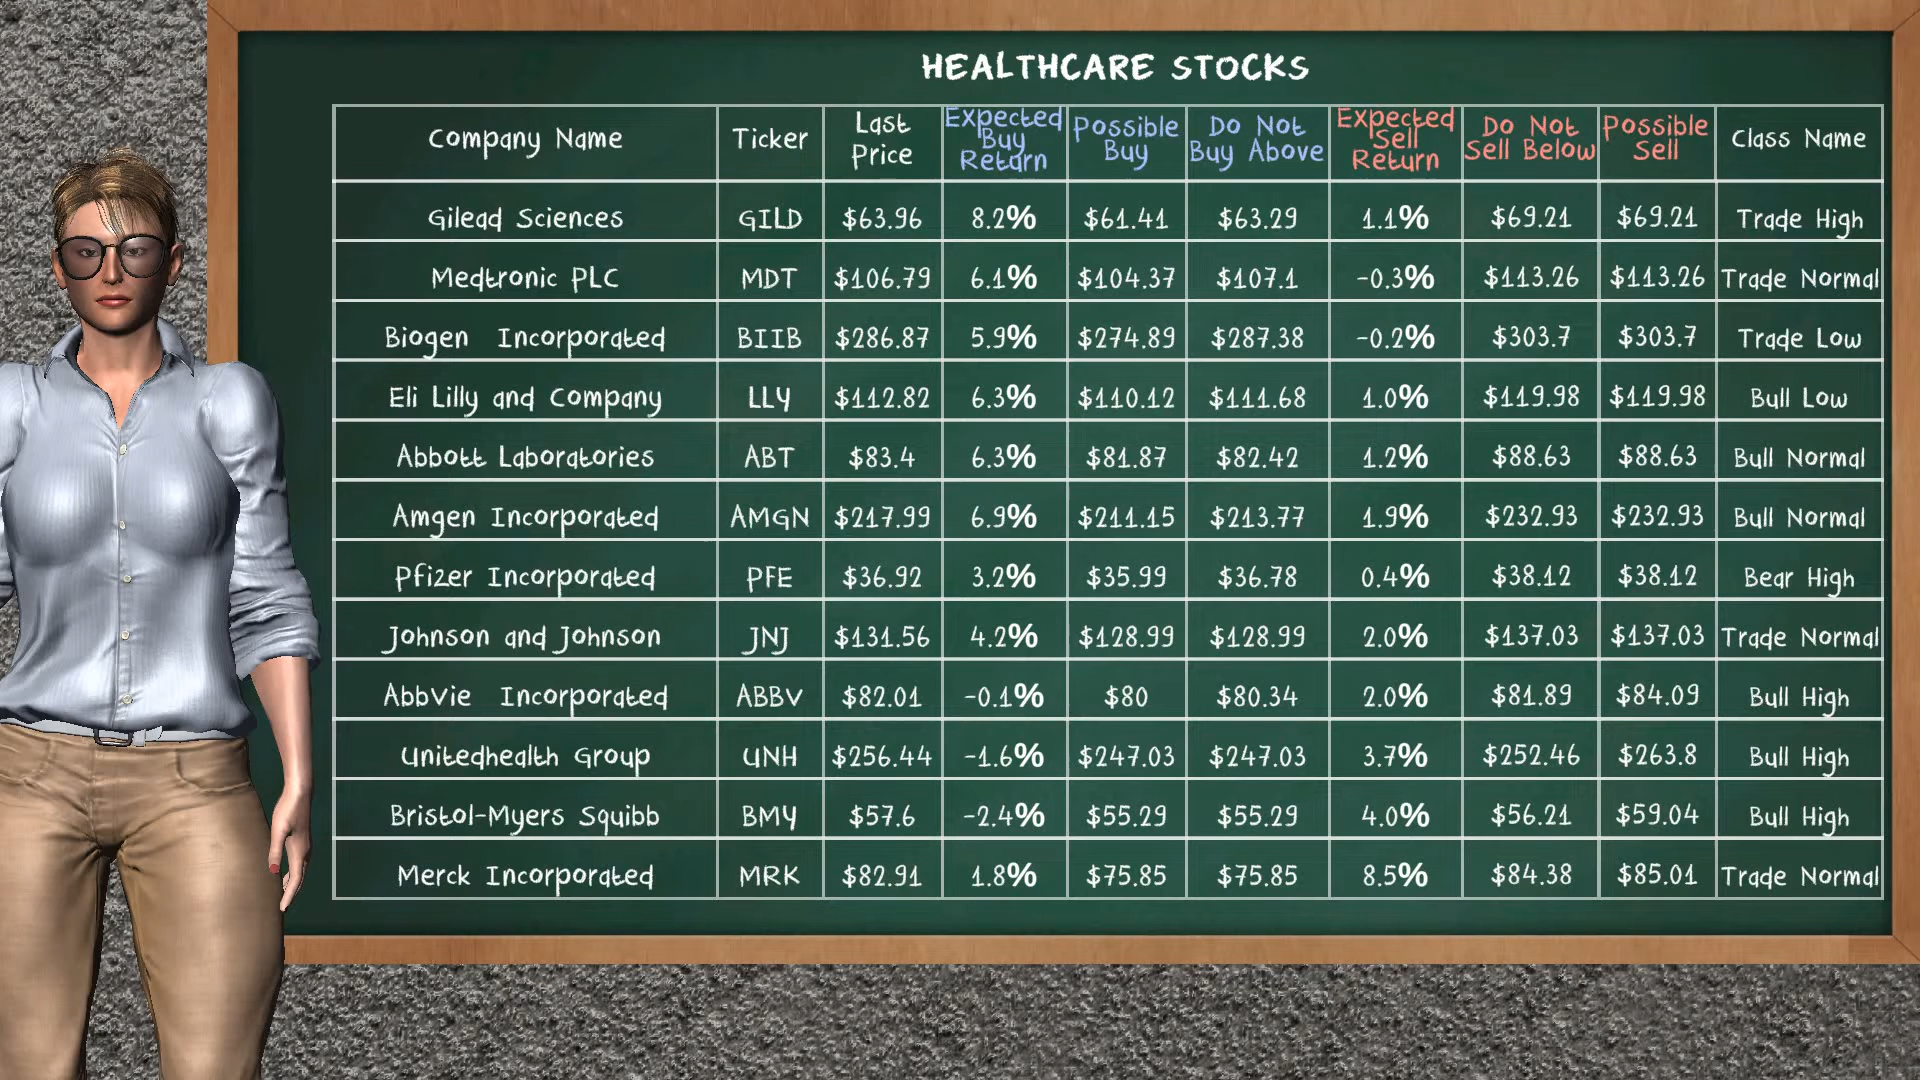 HEALTHCARE STOCKS
Company Name Ticker Last Price Expected Buy Return Possible Buy Do Not Buy Above Expected Sell Return Do Not Sell Below Possible Sell Class Name
Gilead Sciences GILD $63.96 8.2% $61.41 $63.29 1.1% $69.21 $69.21 Trade High
Medtronic PLC MDT $106.79 6.1% $104.37 $107.1 -0.3% $113.26 $113.26 Trade Normal
Biogen Incorporated BIIB $286.87 5.9% $274.89 $287.38 -0.2% $303.7 $303.7 Trade Low
Eli Lilly and Company LLY $112.82 6.3% $110.12 $111.68 1.0% $119.98 $119.98 Bull Low
Abbott Laboratories ABT $83.4 6.3% $81.87 $82.42 1.2% $88.63 $88.63 Bull Normal
Amgen Incorporated AMGN $217.99 6.9% $211.15 $213.77 1.9% $232.93 $232.93 Bull Normal
Pfizer Incorporated PFE $36.92 3.2% $35.99 $36.78 0.4% $38.12 $38.12 Bear High
Johnson and Johnson JNJ $131.56 4.2% $128.99 $128.99 2.0% $137.03 $137.03 Trade Normal
AbbVie Incorporated ABBV $82.01 -0.1% $80 $80.34 2.0% $81.89 $84.09 Bull High
Unitedhealth Group UNH $256.44 -1.6% $247.03 $247.03 3.7% $252.46 $263.8 Bull High
Bristol-Myers Squibb BMY $57.6 -2.4% $55.29 $55.29 4.0% $56.21 $59.04 Bull High
Merck Incorporated MRK $82.91 1.8% $75.85 $75.85 8.5% $84.38 $85.01 Trade Normal